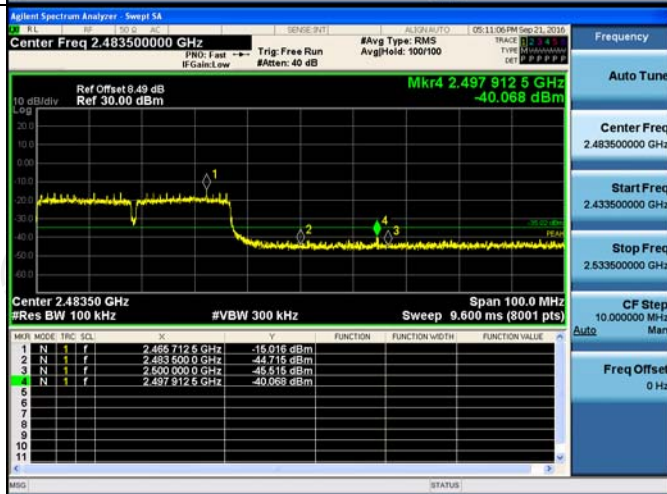 Agilent Spectrum Analyzer - Swept SA
RL RF 50 Ω AC SENSE:INT ALIGN AUTO 05:11:06 PM Sep 21, 2016
Center Freq 2.483500000 GHz
PNO: Fast
IFGain:Low
Trig: Free Run
#Atten: 40 dB
#Avg Type: RMS
Avg|Hold: 100/100
TRACE 1 2 3 4 5 6
TYPE
DET P P P P P P
Ref Offset 8.49 dB
Ref 30.00 dBm
Mkr4 2.497 912 5 GHz
-40.068 dBm
10 dB/div
Log
20.0
10.0
0.00
-10.0
-20.0
-30.0
-40.0
-50.0
-60.0
1
2
4
3
-35.02 dBm
PEAK
Center 2.48350 GHz
#Res BW 100 kHz
#VBW 300 kHz
Span 100.0 MHz
Sweep 9.600 ms (8001 pts)
MKR MODE TRC SCL X Y FUNCTION FUNCTION WIDTH FUNCTION VALUE
1 N 1 f 2.465 712 5 GHz -15.016 dBm
2 N 1 f 2.483 500 0 GHz -44.715 dBm
3 N 1 f 2.500 000 0 GHz -45.515 dBm
4 N 1 f 2.497 912 5 GHz -40.068 dBm
5
6
7
8
9
10
11
MSG
STATUS
Frequency
Auto Tune
Center Freq
2.483500000 GHz
Start Freq
2.433500000 GHz
Stop Freq
2.533500000 GHz
CF Step
10.000000 MHz
Auto Man
Freq Offset
0 Hz